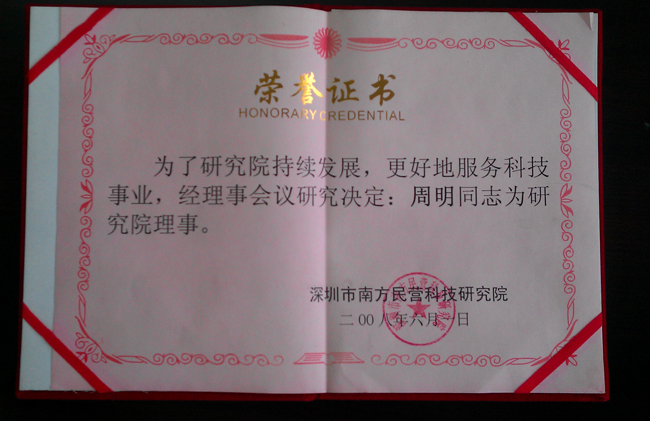 荣誉证书
HONORARY CREDENTIAL
为了研究院持续发展，更好地服务科技
事业，经理事会议研究决定：周明同志为研
究院理事。
深圳市南方民营科技研究院
二00八年六月 日